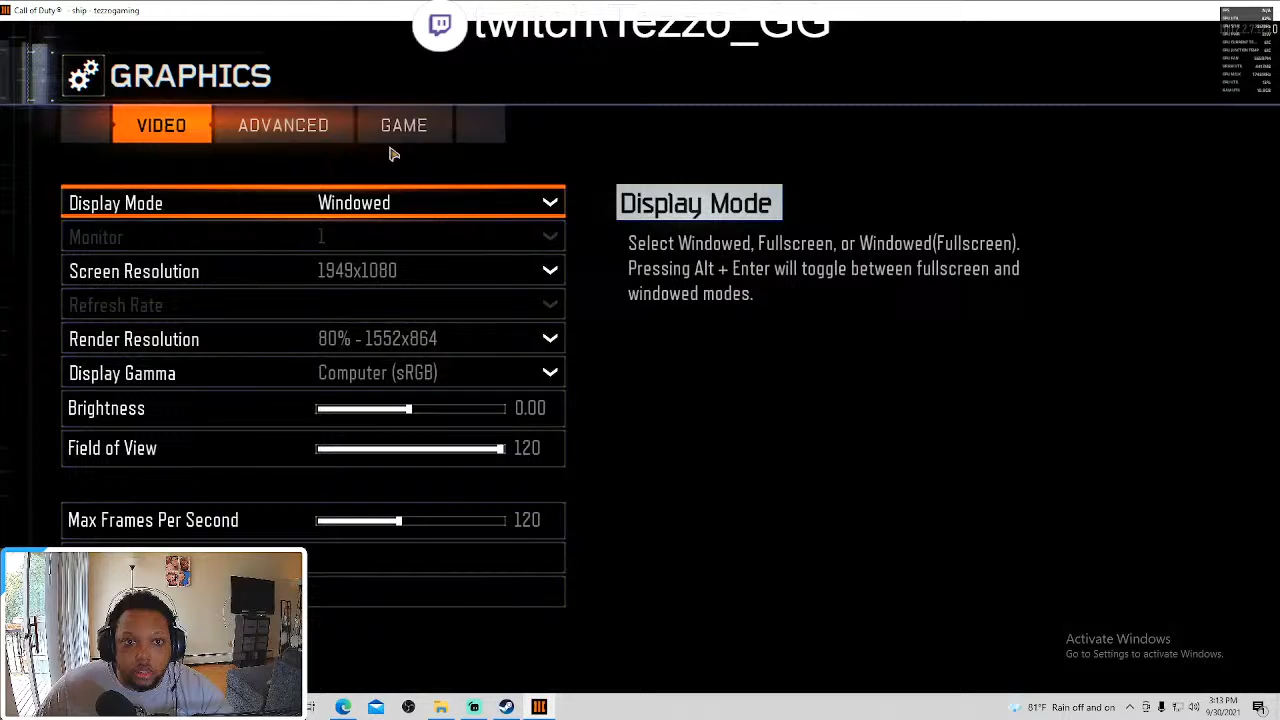 Call of Duty® - ship - tezzogaming
twitch\Tezzo_GG
GRAPHICS
VIDEO ADVANCED GAME
Display Mode Windowed
Monitor 1
Screen Resolution 1949x1080
Refresh Rate
Render Resolution 80% - 1552x864
Display Gamma Computer (sRGB)
Brightness 0.00
Field of View 120
Max Frames Per Second 120
Display Mode
Select Windowed, Fullscreen, or Windowed(Fullscreen).
Pressing Alt + Enter will toggle between fullscreen and
windowed modes.
Activate Windows
Go to Settings to activate Windows.
81°F Rain off and on
3:13 PM
9/30/2021